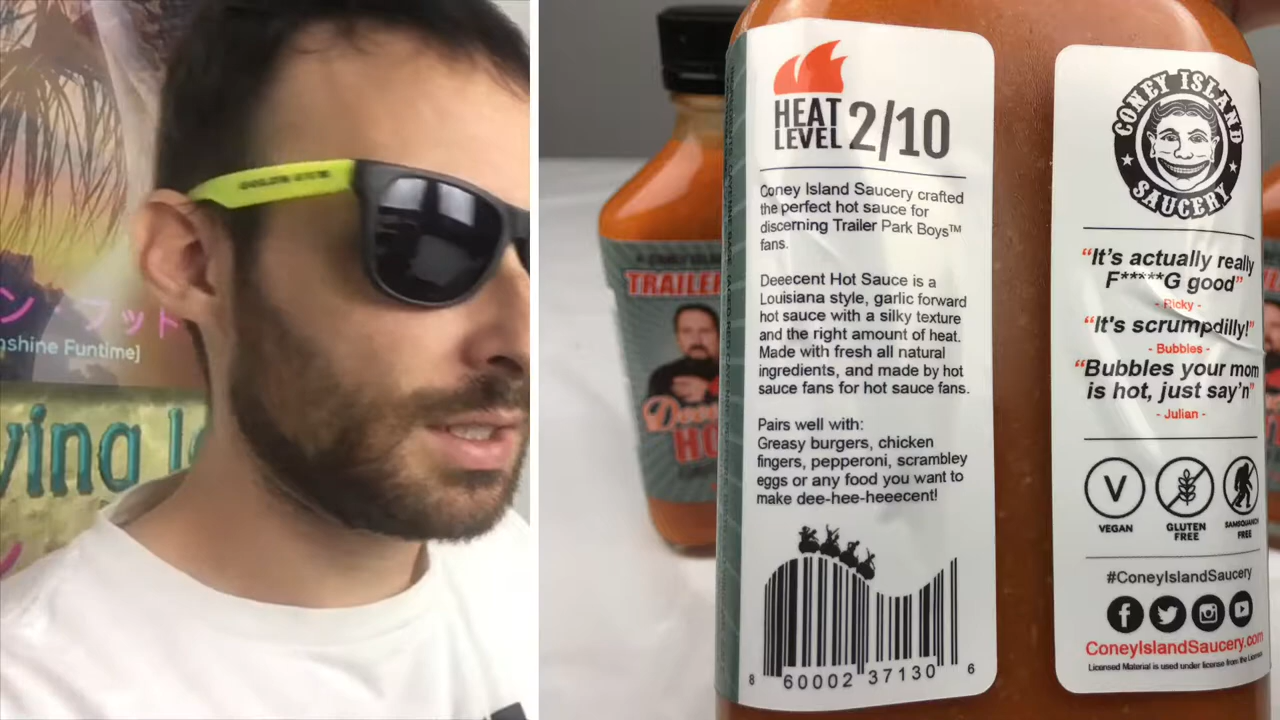 ン・フット
nshine Funtime]
ving
HEAT
LEVEL 2/10
Coney Island Saucery crafted
the perfect hot sauce for
discerning Trailer Park Boys™
fans.
Deeecent Hot Sauce is a
Louisiana style, garlic forward
hot sauce with a silky texture
and the right amount of heat.
Made with fresh all natural
ingredients, and made by hot
sauce fans for hot sauce fans.
Pairs well with:
Greasy burgers, chicken
fingers, pepperoni, scrambley
eggs or any food you want to
make dee-hee-heeecent!
8 60002 37130 6
CONEY ISLAND
SAUCERY
“It's actually really
F*****G good”
- Ricky -
“It's scrumpdilly!”
- Bubbles -
“Bubbles your mom
is hot, just say'n”
- Julian -
V
VEGAN
GLUTEN
FREE
SAMSQUANCH
FREE
#ConeyIslandSaucery
ConeyIslandSaucery.com
Licensed Material is used under license from the
TRAILE
HO